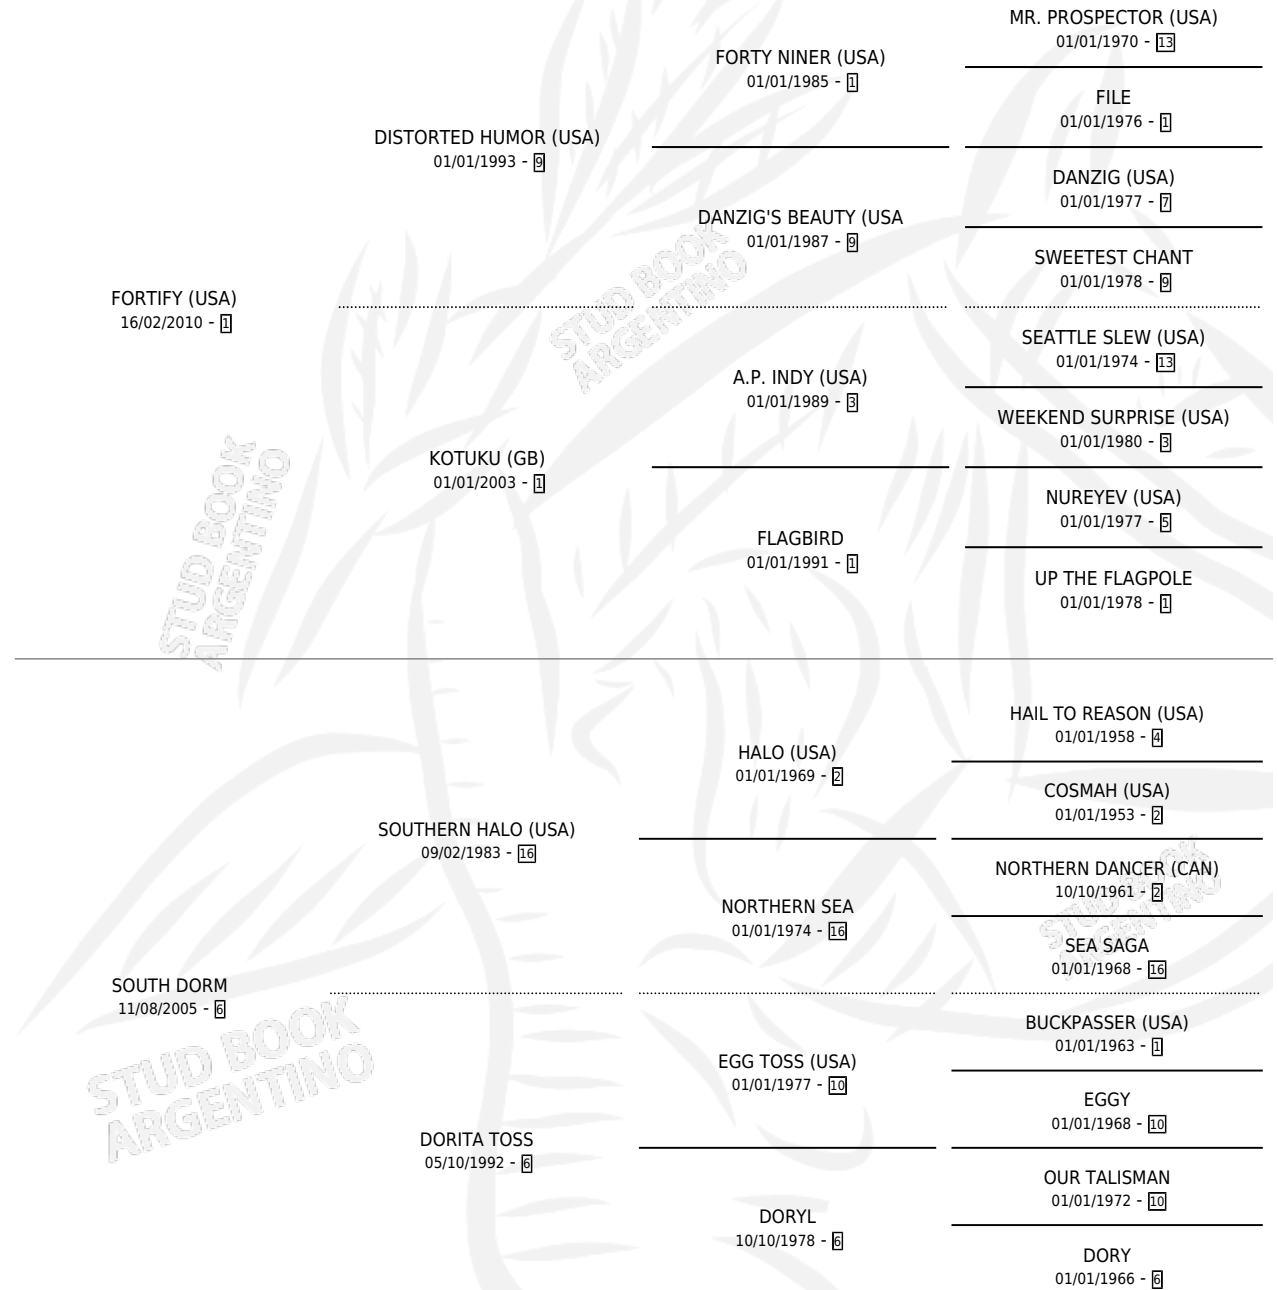 MR. PROSPECTOR (USA)
01/01/1970 - 13
FORTY NINER (USA)
01/01/1985 - 1
FILE
01/01/1976 - 1
DISTORTED HUMOR (USA)
01/01/1993 - 9
DANZIG (USA)
01/01/1977 - 7
DANZIG'S BEAUTY (USA
01/01/1987 - 9
SWEETEST CHANT
01/01/1978 - 9
FORTIFY (USA)
16/02/2010 - 1
STUD BOOK
ARGENTINO
SEATTLE SLEW (USA)
01/01/1974 - 13
A.P. INDY (USA)
01/01/1989 - 3
WEEKEND SURPRISE (USA)
01/01/1980 - 3
KOTUKU (GB)
01/01/2003 - 1
NUREYEV (USA)
01/01/1977 - 5
FLAGBIRD
01/01/1991 - 1
UP THE FLAGPOLE
01/01/1978 - 1
STUD BOOK
ARGENTINO
HAIL TO REASON (USA)
01/01/1958 - 4
HALO (USA)
01/01/1969 - 2
COSMAH (USA)
01/01/1953 - 2
SOUTHERN HALO (USA)
09/02/1983 - 16
NORTHERN DANCER (CAN)
10/10/1961 - 2
NORTHERN SEA
01/01/1974 - 16
STUD BOOK
ARGENTINO
SEA SAGA
01/01/1968 - 16
SOUTH DORM
11/08/2005 - 6
BUCKPASSER (USA)
01/01/1963 - 1
EGG TOSS (USA)
01/01/1977 - 10
STUD BOOK
ARGENTINO
EGGY
01/01/1968 - 10
DORITA TOSS
05/10/1992 - 6
OUR TALISMAN
01/01/1972 - 10
DORYL
10/10/1978 - 6
DORY
01/01/1966 - 6